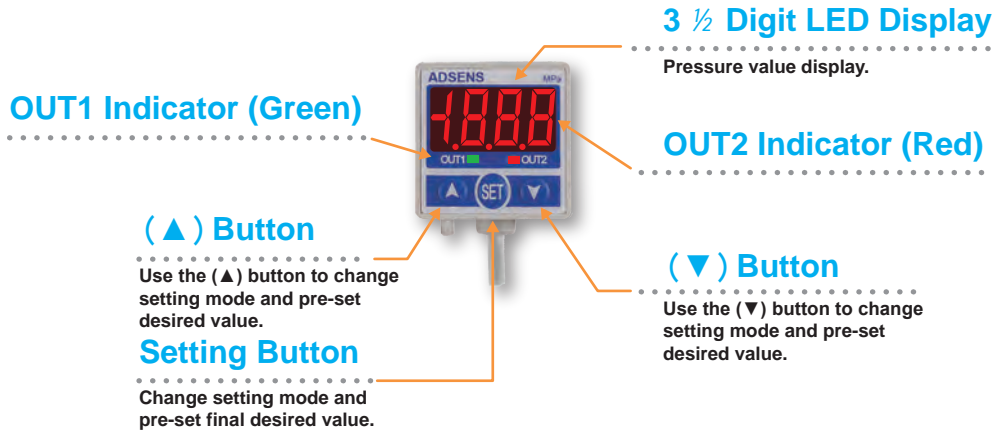 3 ½ Digit LED Display
Pressure value display.
ADSENS MPa
OUT1 Indicator (Green)
-1.8.8.8
OUT2 Indicator (Red)
OUT1 OUT2
▲ SET ▼
(▲) Button
Use the (▲) button to change
setting mode and pre-set
desired value.
(▼) Button
Use the (▼) button to change
setting mode and pre-set
desired value.
Setting Button
Change setting mode and
pre-set final desired value.